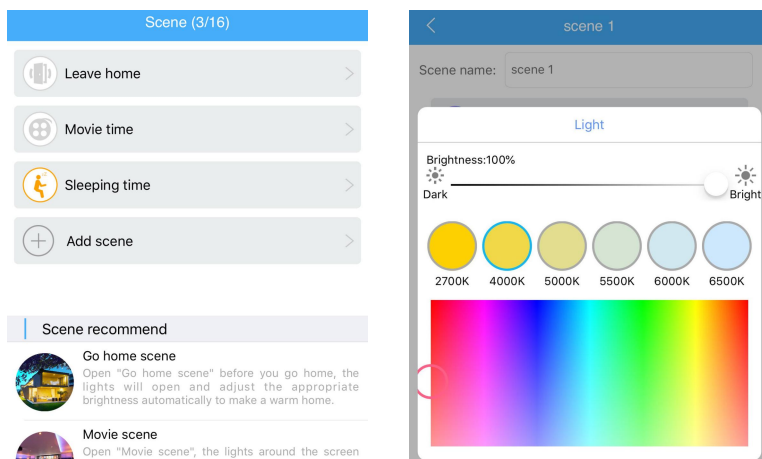 Scene (3/16)
Leave home
Movie time
Sleeping time
Add scene
Scene recommend
Go home scene
Open "Go home scene" before you go home, the
lights will open and adjust the appropriate
brightness automatically to make a warm home.
Movie scene
Open "Movie scene", the lights around the screen
scene 1
Scene name: scene 1
Light
Brightness:100%
Dark
Bright
2700K 4000K 5000K 5500K 6000K 6500K